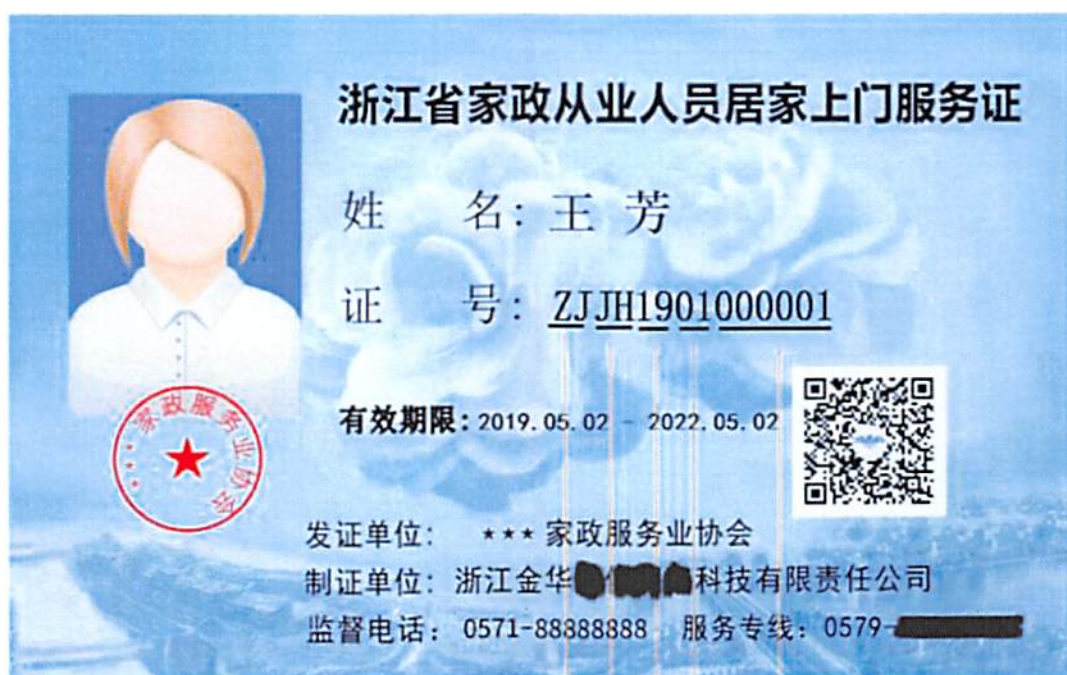 浙江省家政从业人员居家上门服务证
姓 名：王 芳
证 号：ZJJH1901000001
有效期限：2019.05.02 - 2022.05.02
***家政服务业协会
发证单位： ***家政服务业协会
制证单位：浙江金华 科技有限责任公司
监督电话：0571-88888888 服务专线：0579-